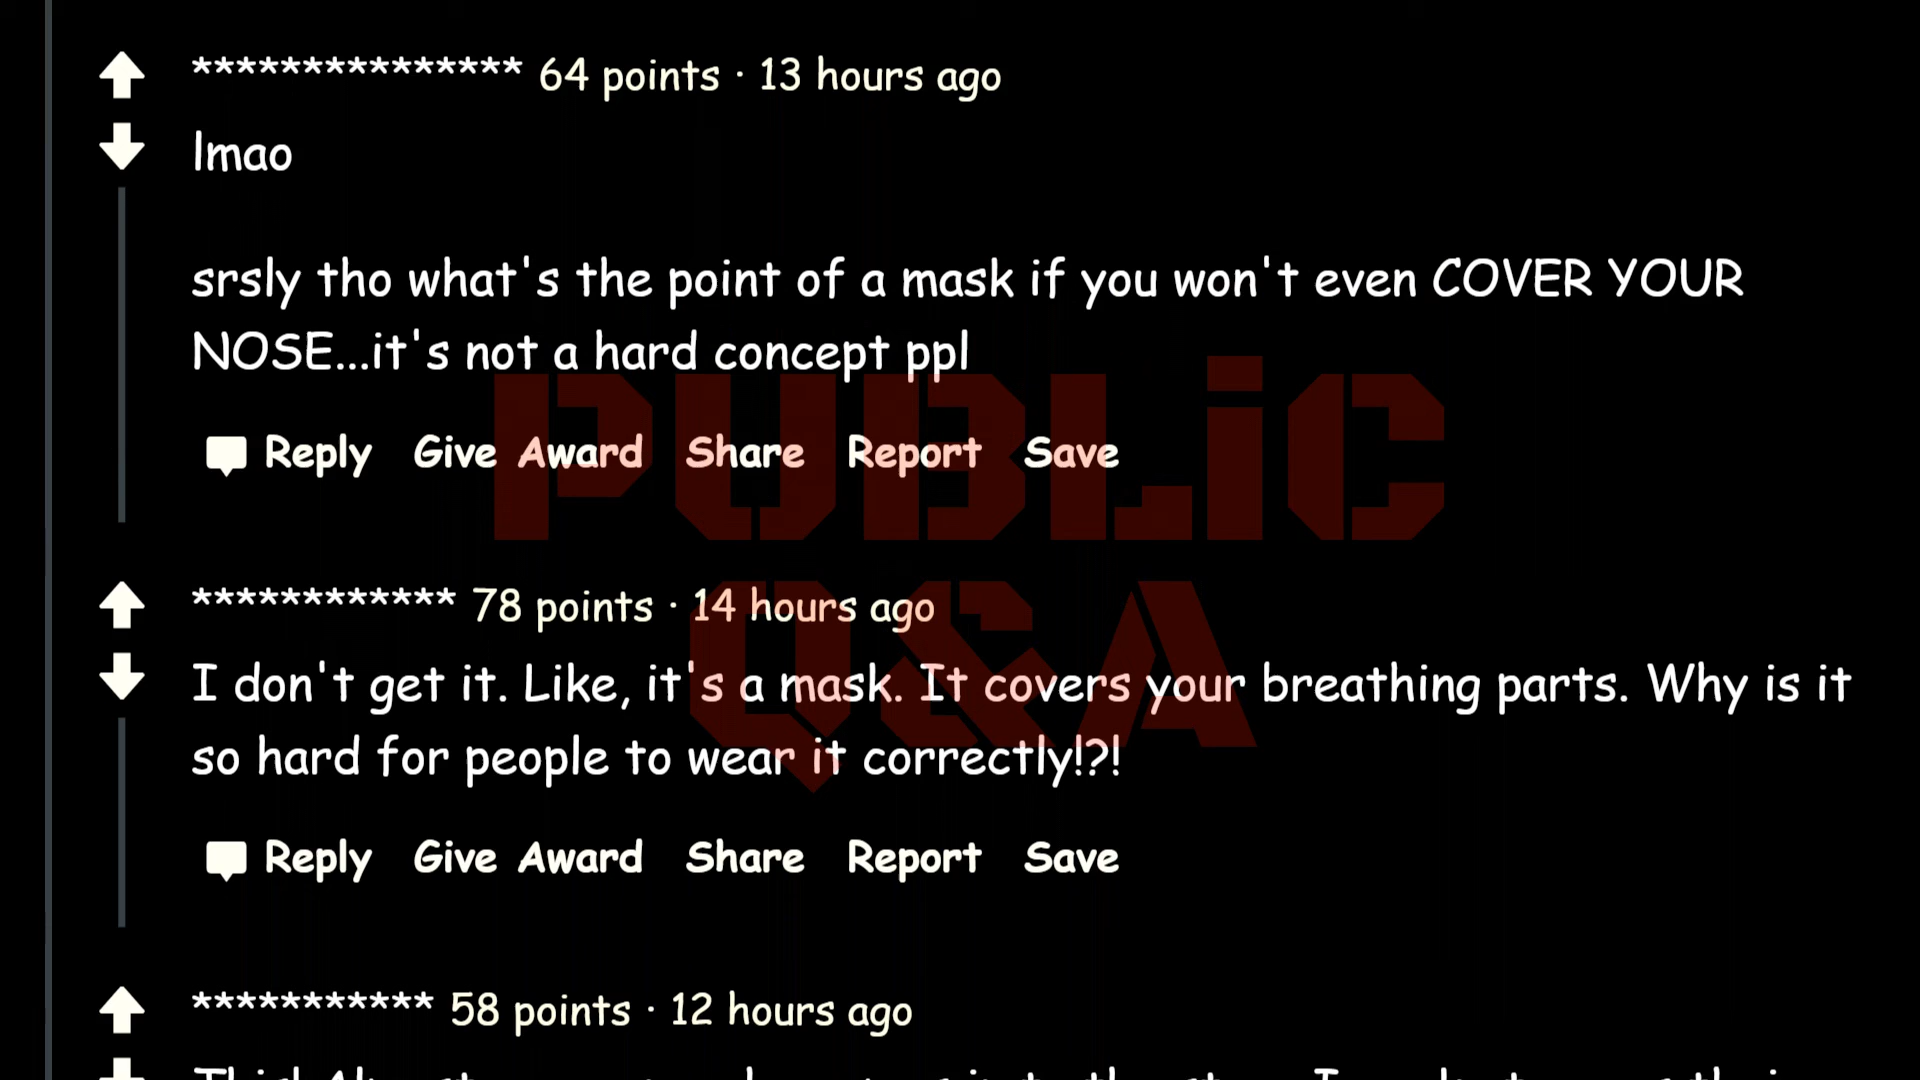 *************** 64 points · 13 hours ago
lmao
srsly tho what's the point of a mask if you won't even COVER YOUR
NOSE...it's not a hard concept ppl
Reply Give Award Share Report Save
PUBLiC
Q&A
************ 78 points · 14 hours ago
I don't get it. Like, it's a mask. It covers your breathing parts. Why is it
so hard for people to wear it correctly!?!
Reply Give Award Share Report Save
*********** 58 points · 12 hours ago